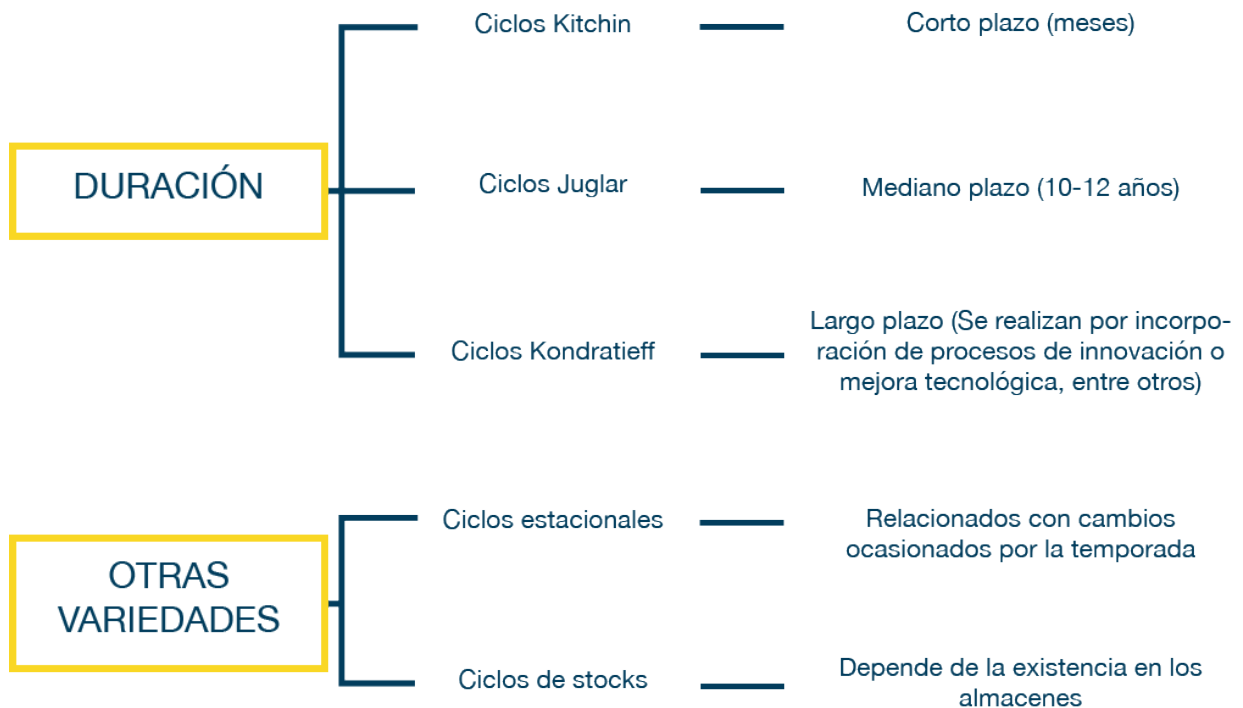 DURACIÓN
Ciclos Kitchin
Corto plazo (meses)
Ciclos Juglar
Mediano plazo (10-12 años)
Ciclos Kondratieff
Largo plazo (Se realizan por incorpo-
ración de procesos de innovación o
mejora tecnológica, entre otros)
OTRAS
VARIEDADES
Ciclos estacionales
Relacionados con cambios
ocasionados por la temporada
Ciclos de stocks
Depende de la existencia en los
almacenes